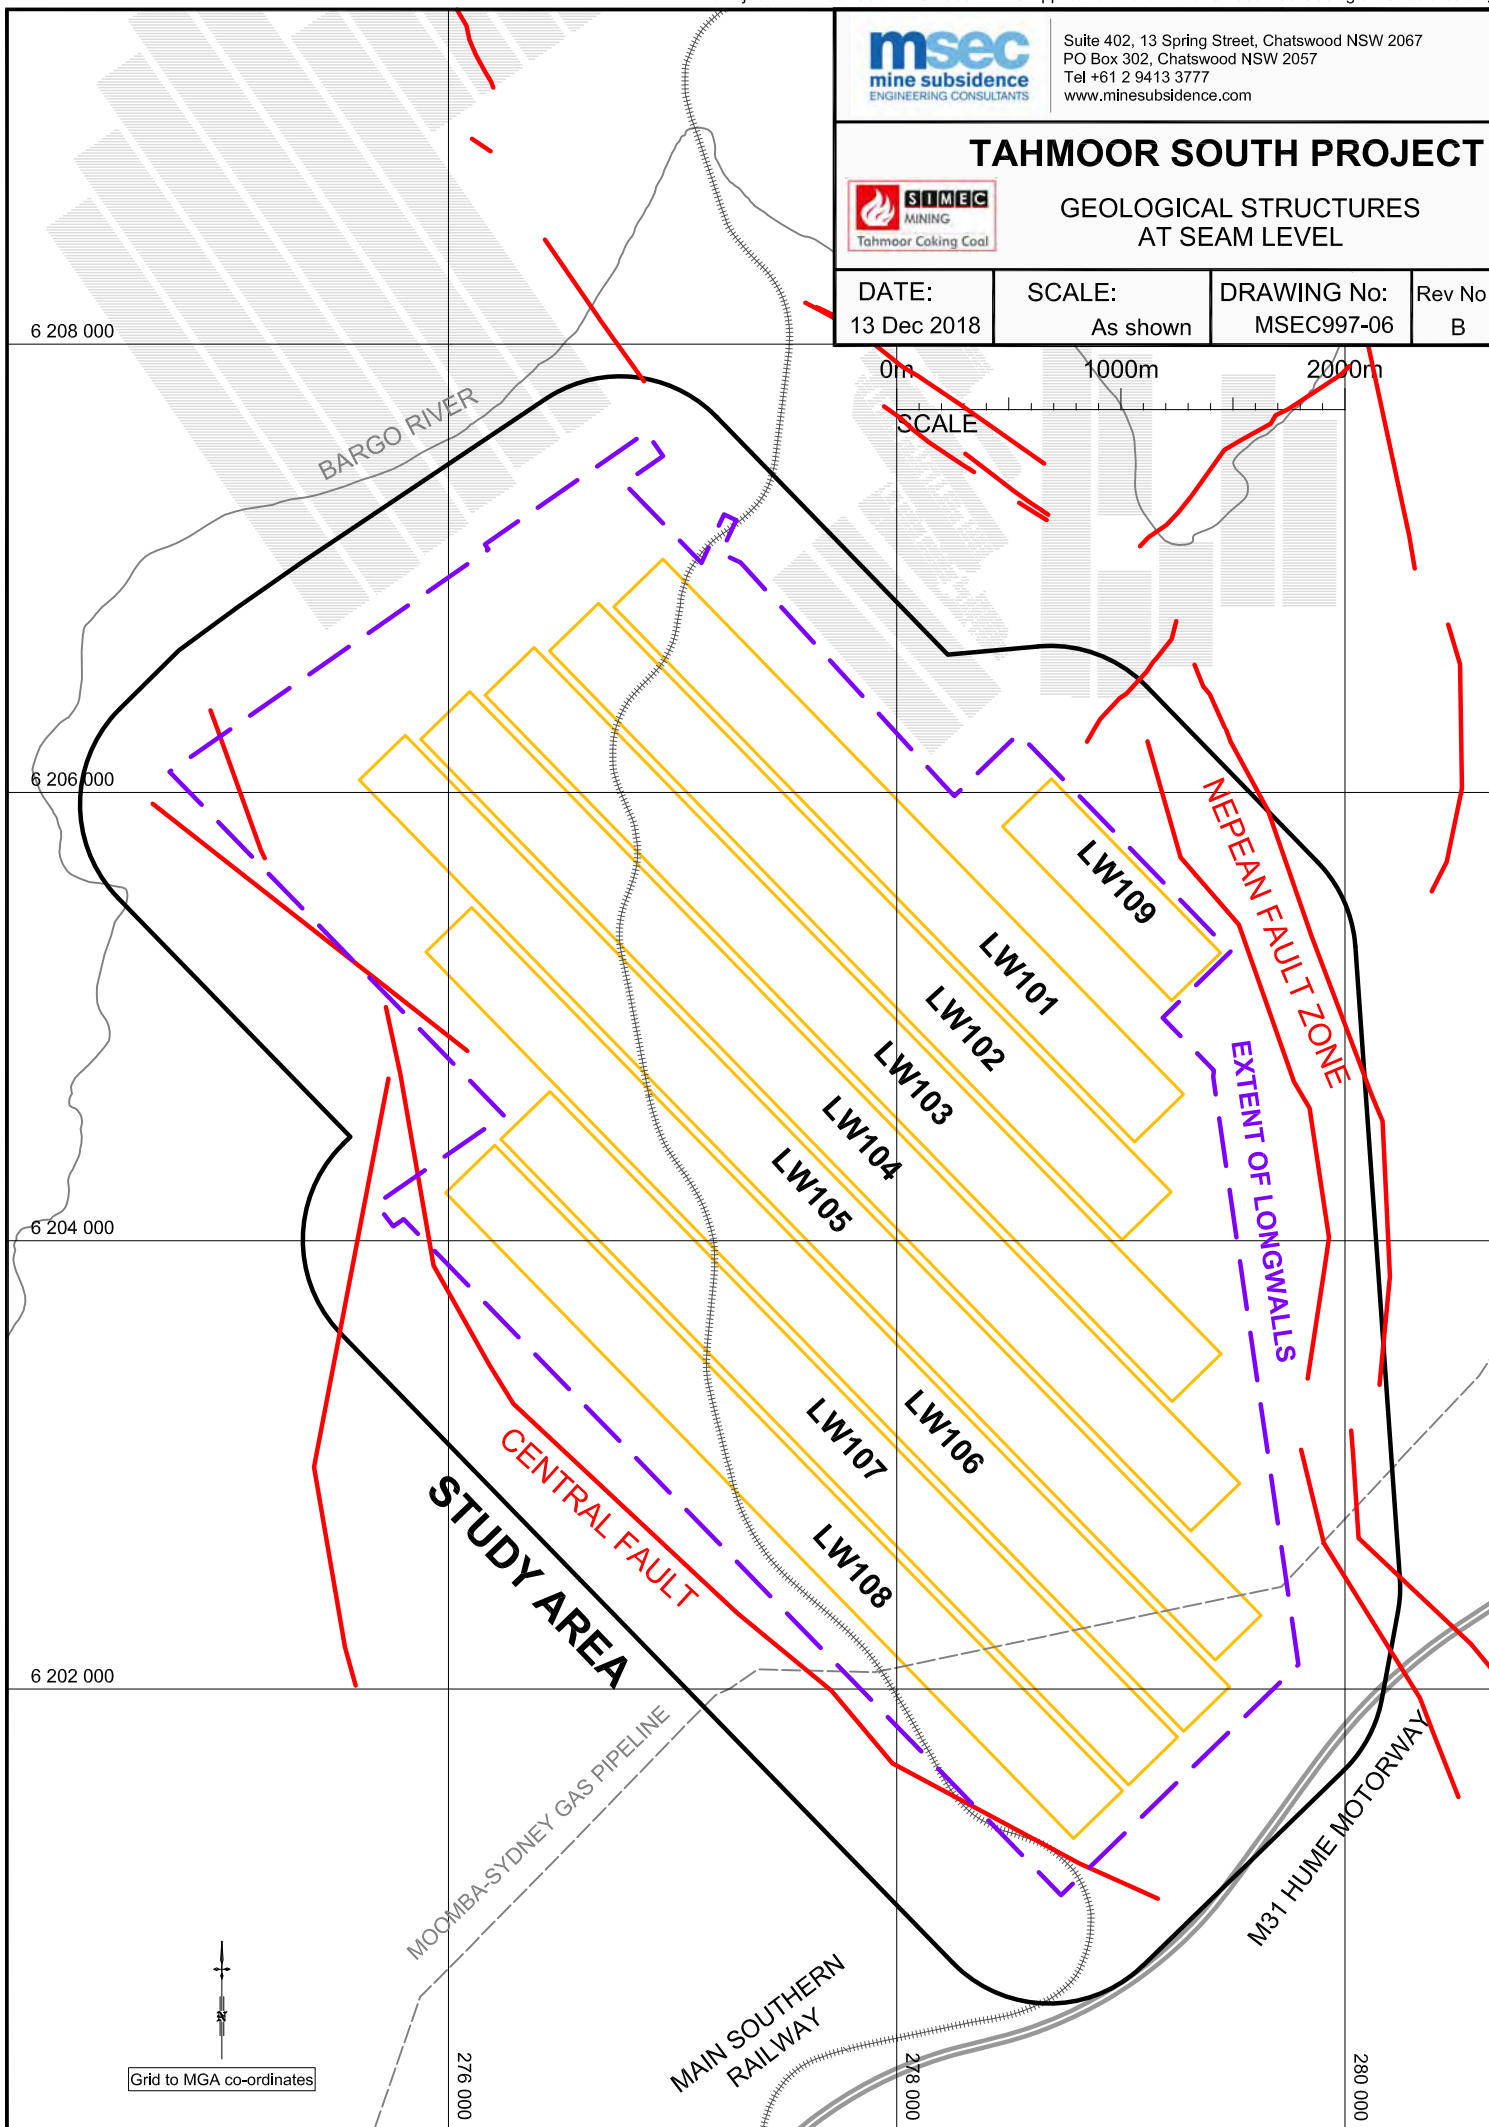 msec
mine subsidence
ENGINEERING CONSULTANTS
Suite 402, 13 Spring Street, Chatswood NSW 2067
PO Box 302, Chatswood NSW 2057
Tel +61 2 9413 3777
www.minesubsidence.com
TAHMOOR SOUTH PROJECT
SIMEC
MINING
Tahmoor Coking Coal
GEOLOGICAL STRUCTURES
AT SEAM LEVEL
DATE:
13 Dec 2018
SCALE:
As shown
DRAWING No:
MSEC997-06
Rev No
B
6 208 000
0m
1000m
2000m
SCALE
BARGO RIVER
6 206 000
NEPEAN FAULT ZONE
LW109
LW101
LW102
LW103
LW104
LW105
EXTENT OF LONGWALLS
6 204 000
LW106
LW107
LW108
CENTRAL FAULT
STUDY AREA
6 202 000
MOOMBA-SYDNEY GAS PIPELINE
M31 HUME MOTORWAY
MAIN SOUTHERN
RAILWAY
N
Grid to MGA co-ordinates
276 000
278 000
280 000